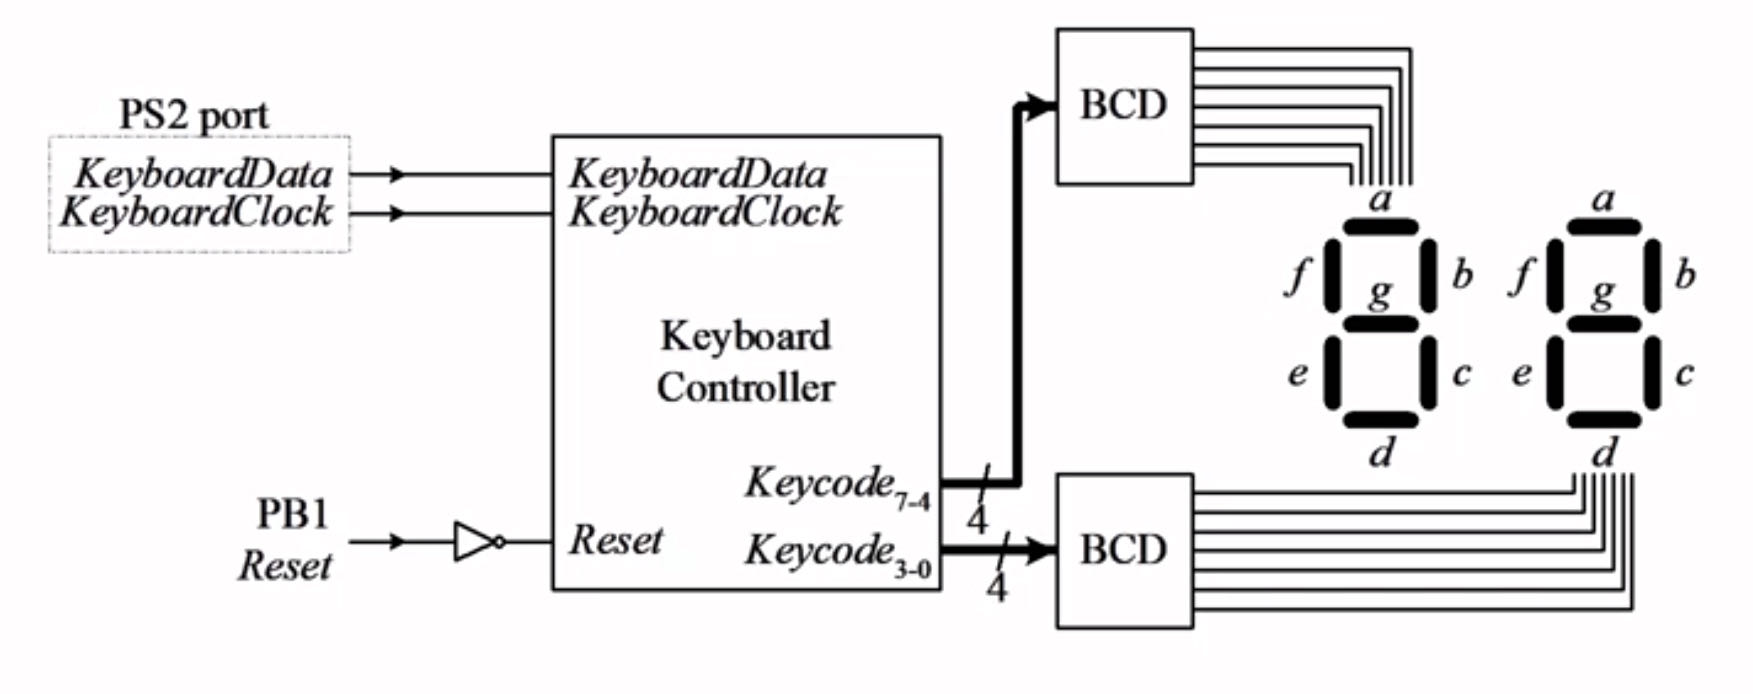 PS2 port
KeyboardData
KeyboardClock
PB1
Reset
KeyboardData
KeyboardClock
Keyboard
Controller
Reset
Keycode7-4
Keycode3-0
4
4
BCD
BCD
a
f
b
g
e
c
d
a
f
b
g
e
c
d